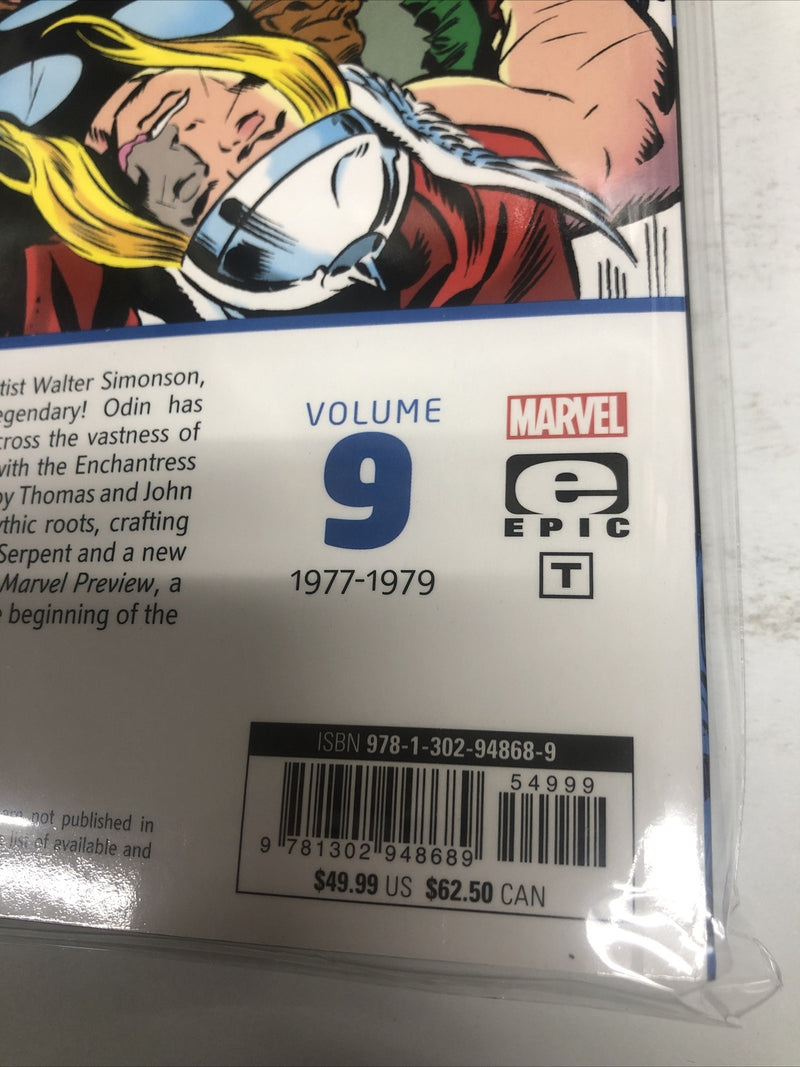 tist Walter Simonson,
egendary! Odin has
cross the vastness of
with the Enchantress
by Thomas and John
ythic roots, crafting
Serpent and a new
Marvel Preview, a
e beginning of the
VOLUME
9
1977-1979
MARVEL
e
EPIC
T
not published in
list of available and
ISBN 978-1-302-94868-9
54999
9 781302 948689
$49.99 US $62.50 CAN